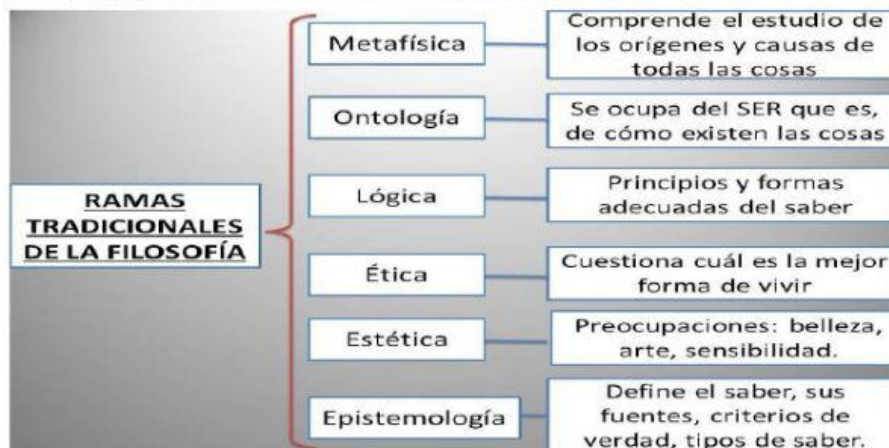 RAMAS
TRADICIONALES
DE LA FILOSOFÍA
Metafísica
Comprende el estudio de
los orígenes y causas de
todas las cosas
Ontología
Se ocupa del SER que es,
de cómo existen las cosas
Lógica
Principios y formas
adecuadas del saber
Ética
Cuestiona cuál es la mejor
forma de vivir
Estética
Preocupaciones: belleza,
arte, sensibilidad.
Epistemología
Define el saber, sus
fuentes, criterios de
verdad, tipos de saber.